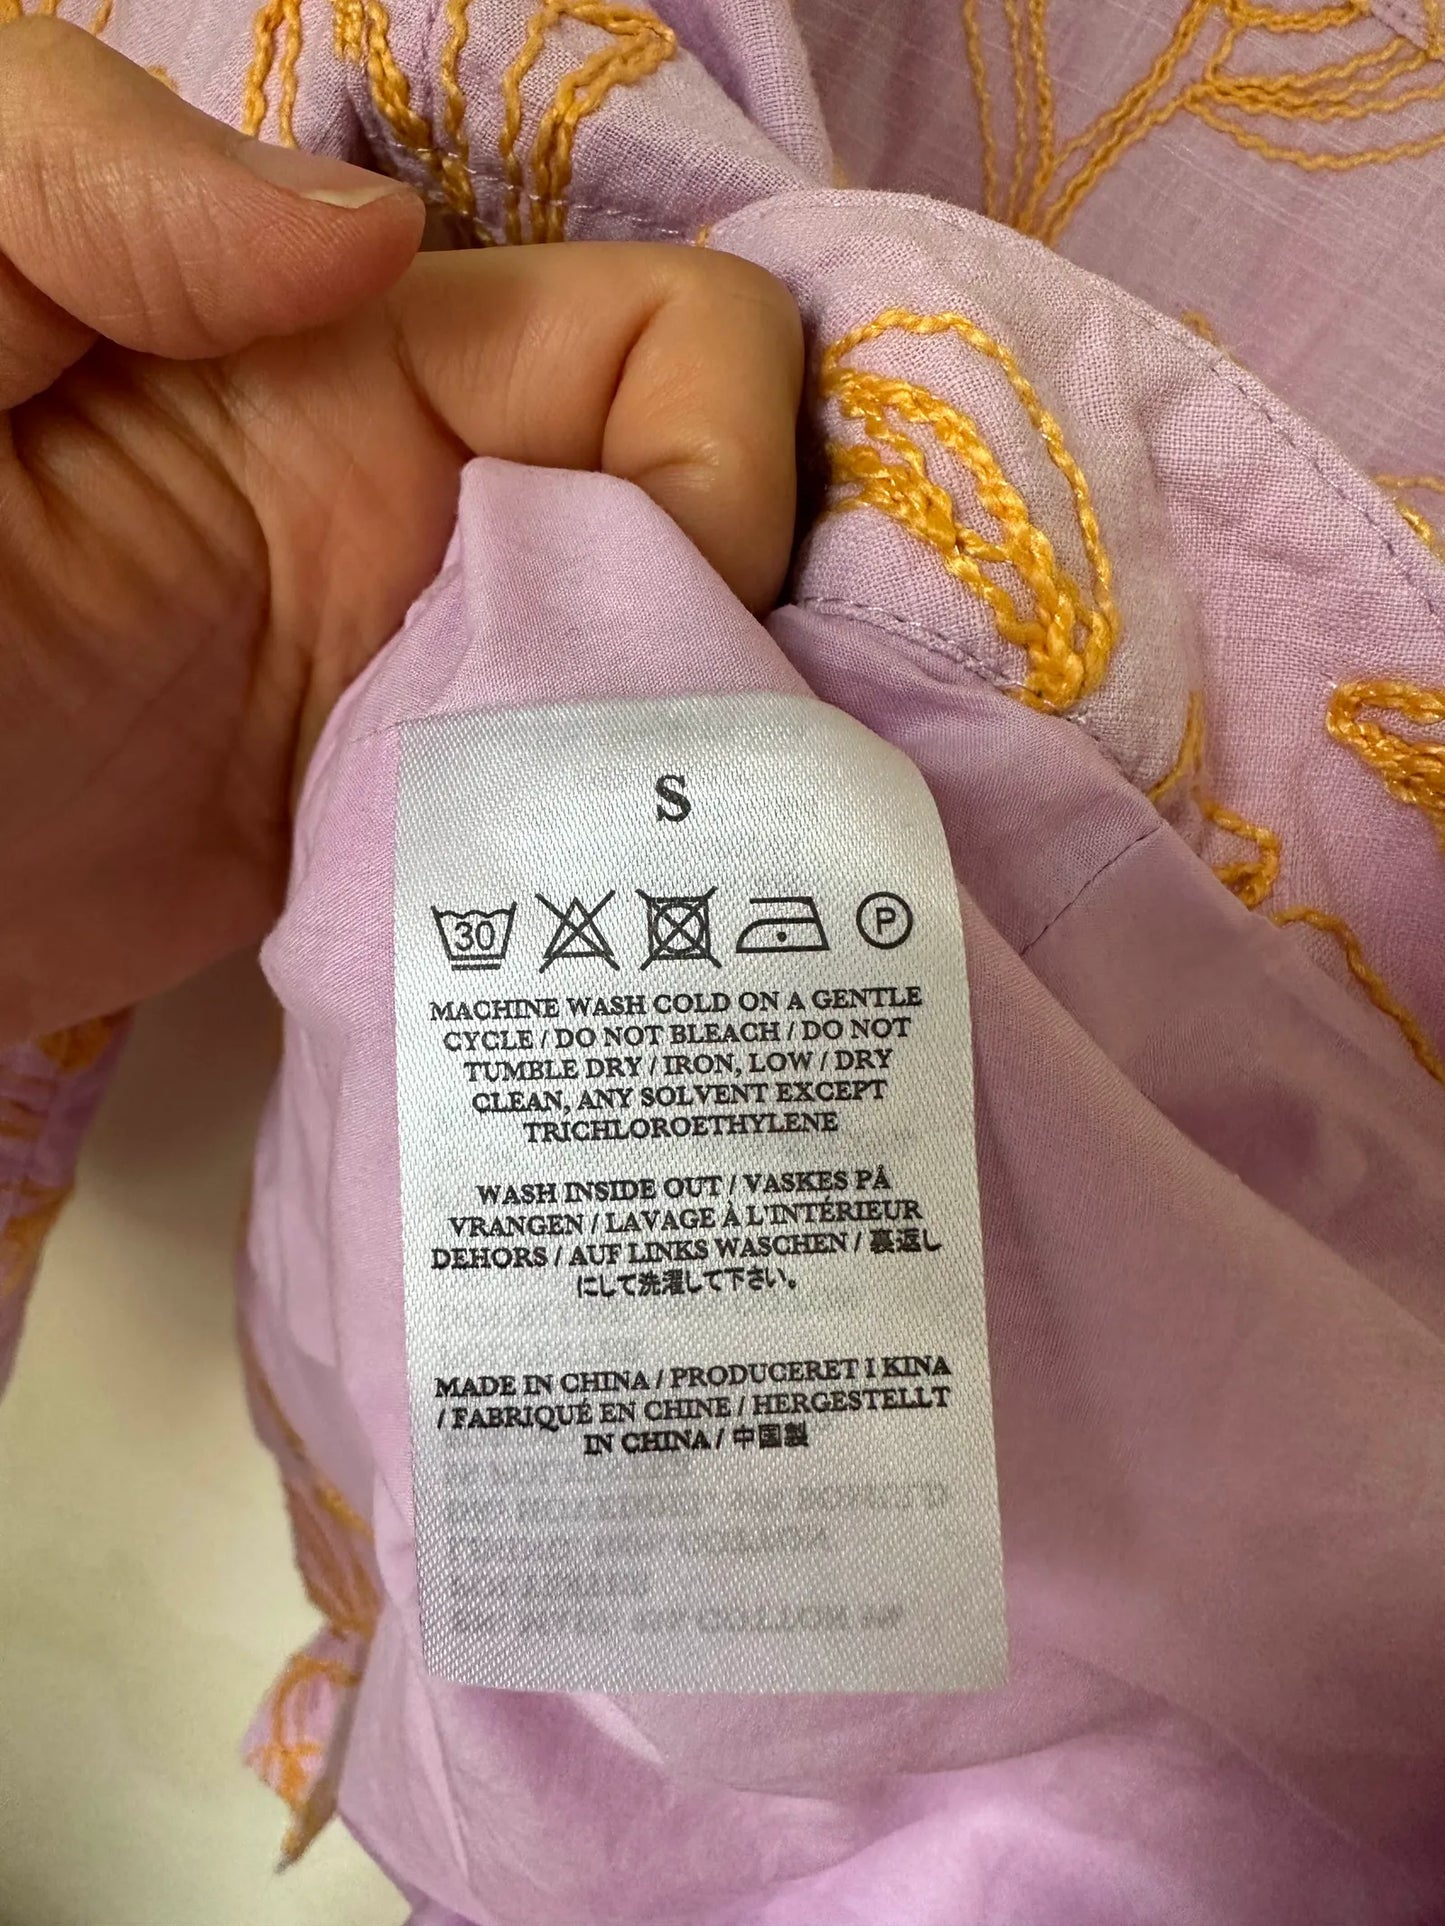 S
30
P
MACHINE WASH COLD ON A GENTLE
CYCLE / DO NOT BLEACH / DO NOT
TUMBLE DRY / IRON, LOW / DRY
CLEAN, ANY SOLVENT EXCEPT
TRICHLOROETHYLENE
WASH INSIDE OUT / VASKES PÅ
VRANGEN / LAVAGE À L'INTÉRIEUR
DEHORS / AUF LINKS WASCHEN / 裏返し
にして洗濯して下さい。
MADE IN CHINA / PRODUCERET I KINA
/ FABRIQUÉ EN CHINE / HERGESTELLT
IN CHINA / 中国製